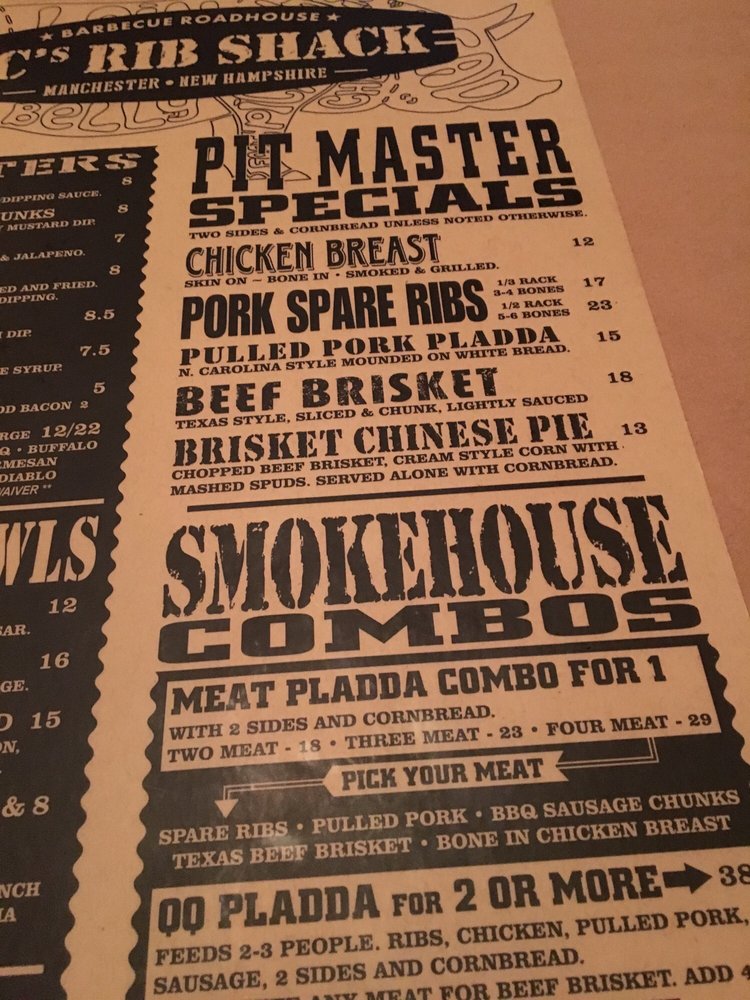 ★ BARBECUE ROADHOUSE ★
C's RIB SHACK
MANCHESTER • NEW HAMPSHIRE
BELLY
TERS
8
DIPPING SAUCE.
UNKS 8
MUSTARD DIP.
7
& JALAPENO.
8
ED AND FRIED.
DIPPING.
8.5
DIP.
7.5
E SYRUP.
5
DD BACON 2
RGE 12/22
Q • BUFFALO
RMESAN
DIABLO
WAIVER **
WLS
12
SAR.
16
GE.
O 15
ON,
& 8
NCH
IA
PIT MASTER
SPECIALS
TWO SIDES & CORNBREAD UNLESS NOTED OTHERWISE.
CHICKEN BREAST 12
SKIN ON ~ BONE IN • SMOKED & GRILLED.
PORK SPARE RIBS 1/3 RACK 3-4 BONES 17
1/2 RACK 5-6 BONES 23
PULLED PORK PLADDA 15
N. CAROLINA STYLE MOUNDED ON WHITE BREAD.
BEEF BRISKET 18
TEXAS STYLE, SLICED & CHUNK, LIGHTLY SAUCED
BRISKET CHINESE PIE 13
CHOPPED BEEF BRISKET, CREAM STYLE CORN WITH
MASHED SPUDS. SERVED ALONE WITH CORNBREAD.
SMOKEHOUSE
COMBOS
MEAT PLADDA COMBO FOR 1
WITH 2 SIDES AND CORNBREAD.
TWO MEAT - 18 • THREE MEAT - 23 • FOUR MEAT - 29
PICK YOUR MEAT
SPARE RIBS • PULLED PORK • BBQ SAUSAGE CHUNKS
TEXAS BEEF BRISKET • BONE IN CHICKEN BREAST
QQ PLADDA FOR 2 OR MORE → 38
FEEDS 2-3 PEOPLE. RIBS, CHICKEN, PULLED PORK,
SAUSAGE, 2 SIDES AND CORNBREAD.
ANY MEAT FOR BEEF BRISKET. ADD 4